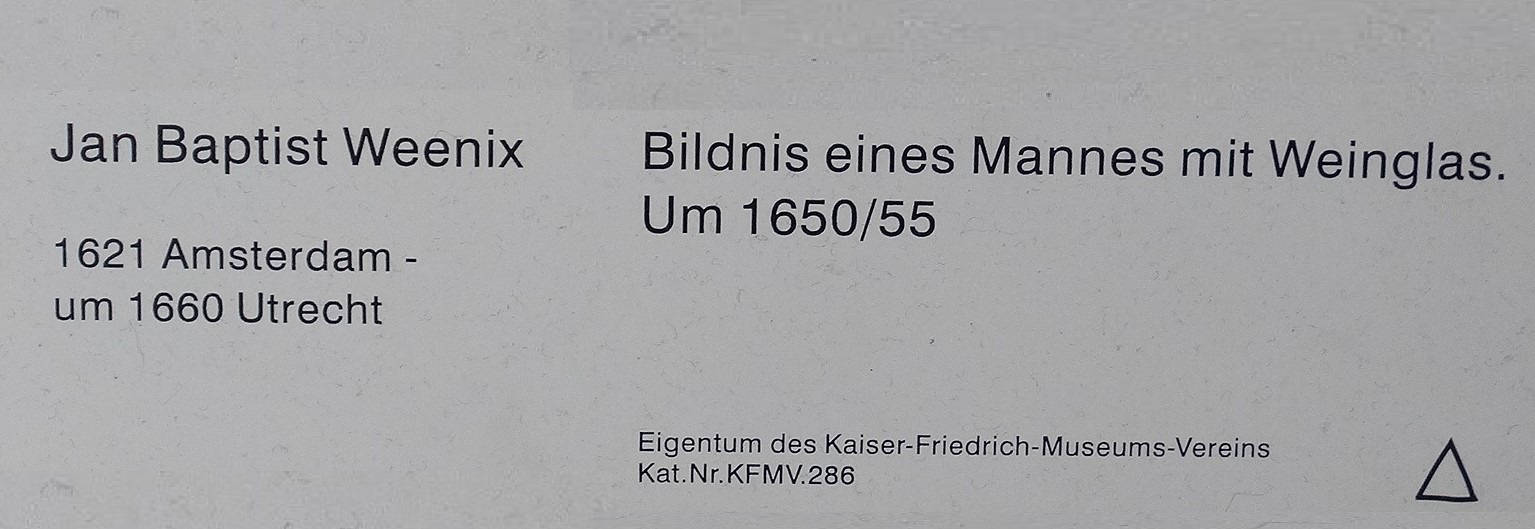 Jan Baptist Weenix
1621 Amsterdam -
um 1660 Utrecht
Bildnis eines Mannes mit Weinglas.
Um 1650/55
Eigentum des Kaiser-Friedrich-Museums-Vereins
Kat.Nr.KFMV.286